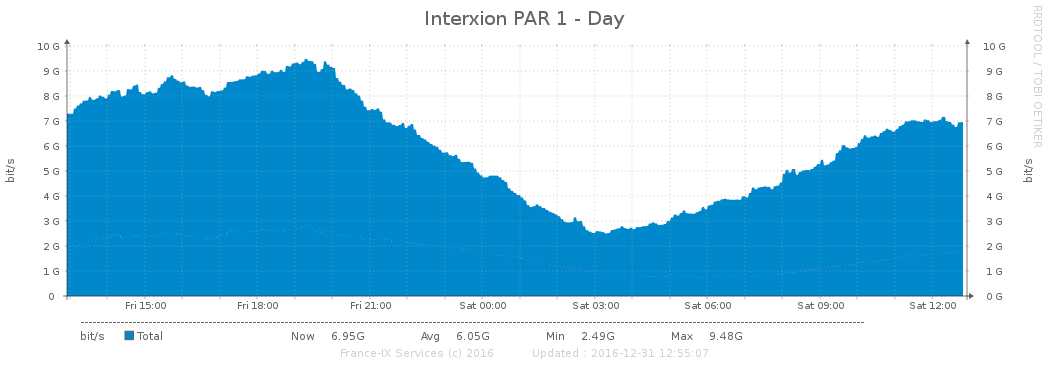 Interxion PAR 1 - Day
RRDTOOL / TOBI OETIKER
bit/s
bit/s
10 G 10 G
9 G 9 G
8 G 8 G
7 G 7 G
6 G 6 G
5 G 5 G
4 G 4 G
3 G 3 G
2 G 2 G
1 G 1 G
0 0 G
Fri 15:00 Fri 18:00 Fri 21:00 Sat 00:00 Sat 03:00 Sat 06:00 Sat 09:00 Sat 12:00
bit/s Total Now 6.95G Avg 6.05G Min 2.49G Max 9.48G
France-IX Services (c) 2016 Updated : 2016-12-31 12:55:07